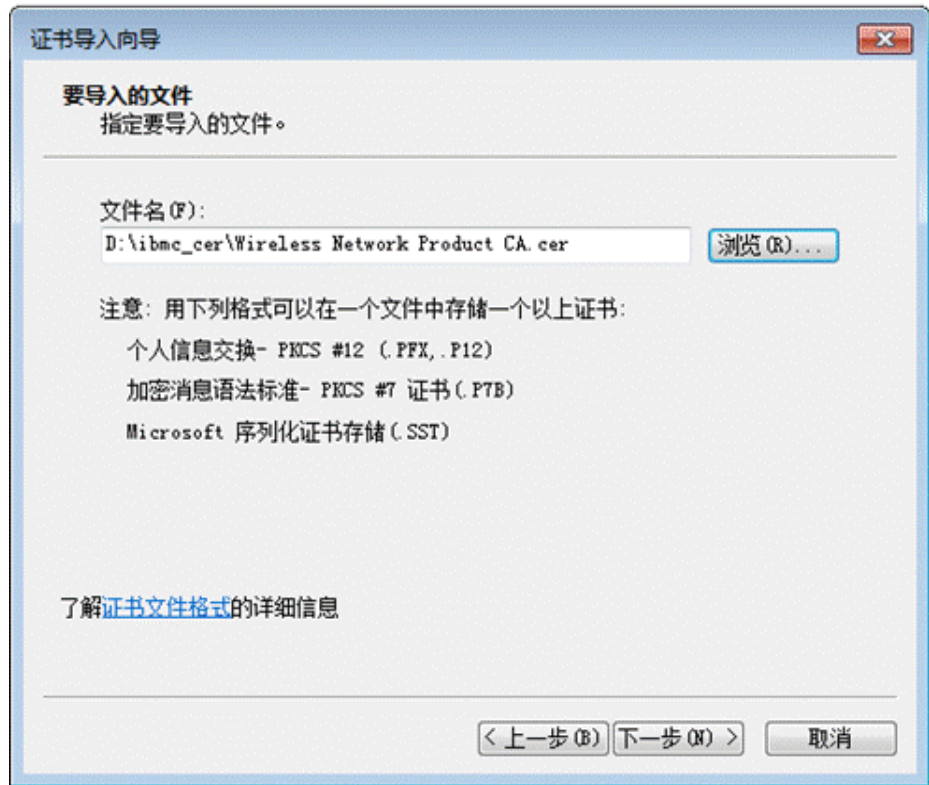 证书导入向导
要导入的文件
指定要导入的文件。
文件名(F):
D:\ibmc_cer\Wireless Network Product CA.cer
浏览(R)...
注意: 用下列格式可以在一个文件中存储一个以上证书:
个人信息交换- PKCS #12 (.PFX,.P12)
加密消息语法标准- PKCS #7 证书(.P7B)
Microsoft 序列化证书存储(.SST)
了解证书文件格式的详细信息
< 上一步(B) 下一步(N) > 取消